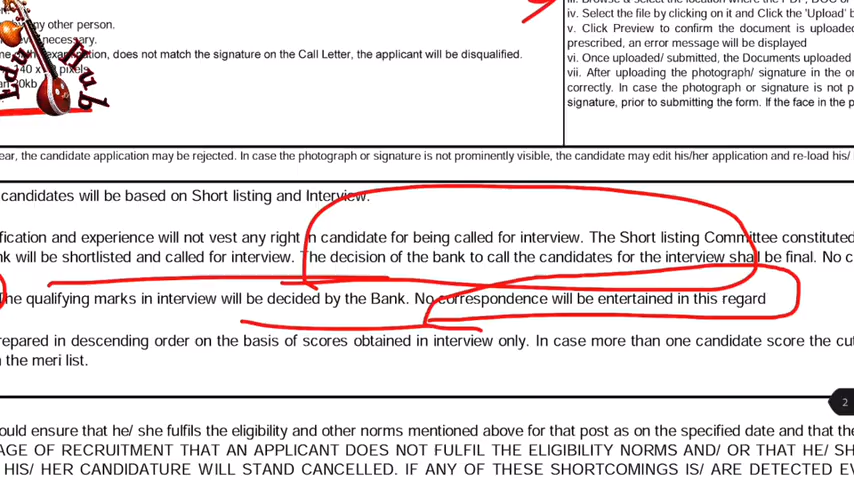 ny other person.
necessary.
, does not match the signature on the Call Letter, the applicant will be disqualified.
140 x pixels
0kb
iv. Select the file by clicking on it and Click the 'Upload' b
v. Click Preview to confirm the document is uploade
prescribed, an error message will be displayed
vi. Once uploaded/ submitted, the Documents uploaded
vii. After uploading the photograph/ signature in the or
correctly. In case the photograph or signature is not p
signature, prior to submitting the form. If the face in the p
ear, the candidate application may be rejected. In case the photograph or signature is not prominently visible, the candidate may edit his/her application and re-load his/
candidates will be based on Short listing and Interview.
fication and experience will not vest any right in candidate for being called for interview. The Short listing Committee constituted
nk will be shortlisted and called for interview. The decision of the bank to call the candidates for the interview shall be final. No c
The qualifying marks in interview will be decided by the Bank. No correspondence will be entertained in this regard
repared in descending order on the basis of scores obtained in interview only. In case more than one candidate score the cut
n the meri list.
2
ould ensure that he/ she fulfils the eligibility and other norms mentioned above for that post as on the specified date and that the
AGE OF RECRUITMENT THAT AN APPLICANT DOES NOT FULFIL THE ELIGIBILITY NORMS AND/ OR THAT HE/ SH
HIS/ HER CANDIDATURE WILL STAND CANCELLED. IF ANY OF THESE SHORTCOMINGS IS/ ARE DETECTED EV